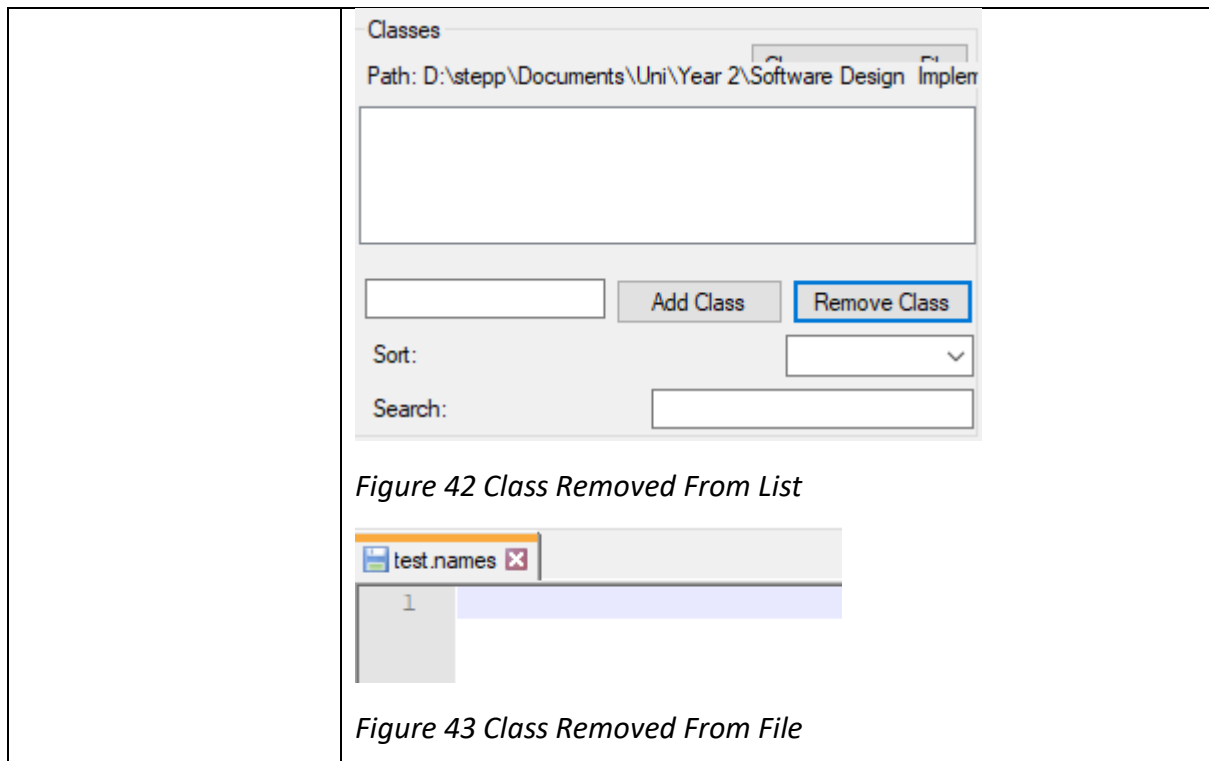 Classes
Path: D:\stepp\Documents\Uni\Year 2\Software Design Implem
Add Class Remove Class
Sort:
Search:
Figure 42 Class Removed From List
test.names
1
Figure 43 Class Removed From File